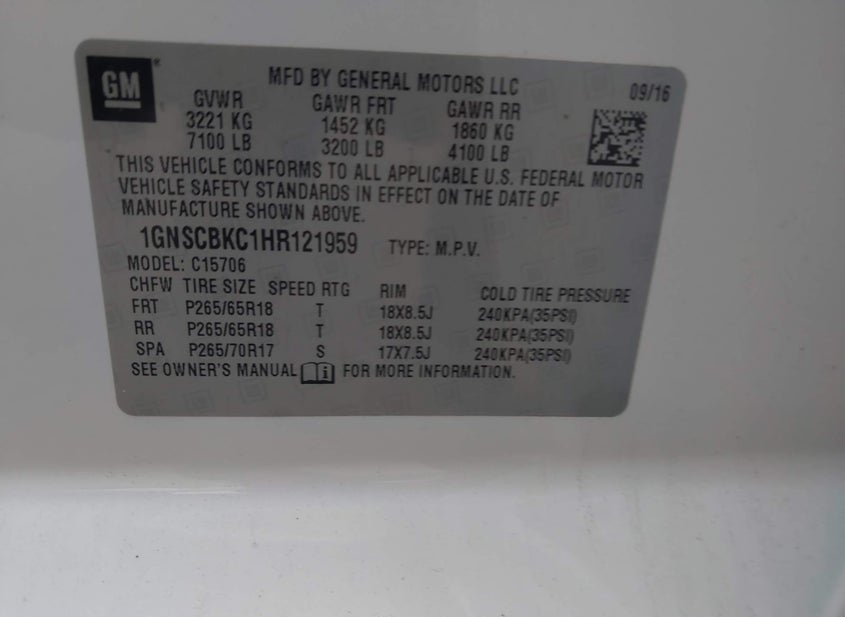 GM
MFD BY GENERAL MOTORS LLC 09/16
GVWR GAWR FRT GAWR RR
3221 KG 1452 KG 1860 KG
7100 LB 3200 LB 4100 LB
THIS VEHICLE CONFORMS TO ALL APPLICABLE U.S. FEDERAL MOTOR
VEHICLE SAFETY STANDARDS IN EFFECT ON THE DATE OF
MANUFACTURE SHOWN ABOVE.
1GNSCBKC1HR121959 TYPE: M.P.V.
MODEL: C15706
CHFW TIRE SIZE SPEED RTG RIM COLD TIRE PRESSURE
FRT P265/65R18 T 18X8.5J 240KPA(35PSI)
RR P265/65R18 T 18X8.5J 240KPA(35PSI)
SPA P265/70R17 S 17X7.5J 240KPA(35PSI)
SEE OWNER'S MANUAL i FOR MORE INFORMATION.